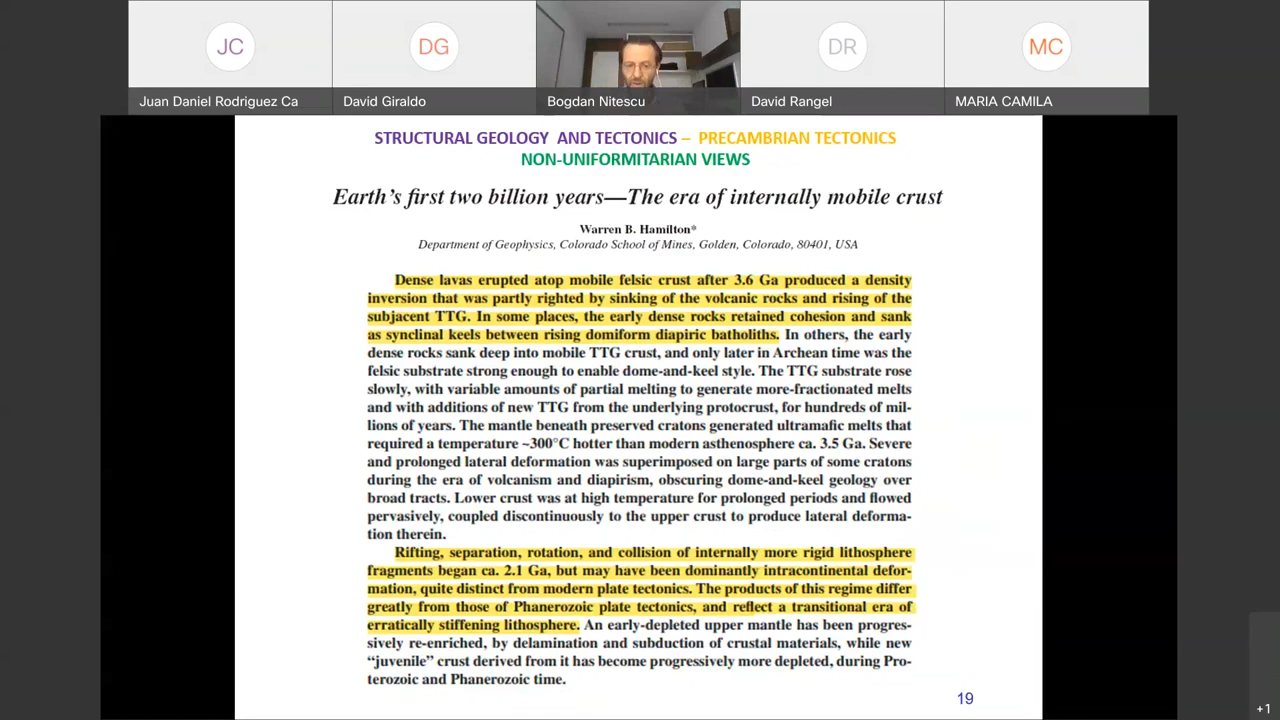 JC
DG
DR
MC
Juan Daniel Rodriguez Ca
David Giraldo
Bogdan Nitescu
David Rangel
MARIA CAMILA
STRUCTURAL GEOLOGY AND TECTONICS – PRECAMBRIAN TECTONICS
NON-UNIFORMITARIAN VIEWS
Earth's first two billion years—The era of internally mobile crust
Warren B. Hamilton*
Department of Geophysics, Colorado School of Mines, Golden, Colorado, 80401, USA
Dense lavas erupted atop mobile felsic crust after 3.6 Ga produced a density
inversion that was partly righted by sinking of the volcanic rocks and rising of the
subjacent TTG. In some places, the early dense rocks retained cohesion and sank
as synclinal keels between rising domiform diapiric batholiths. In others, the early
dense rocks sank deep into mobile TTG crust, and only later in Archean time was the
felsic substrate strong enough to enable dome-and-keel style. The TTG substrate rose
slowly, with variable amounts of partial melting to generate more-fractionated melts
and with additions of new TTG from the underlying protocrust, for hundreds of mil-
lions of years. The mantle beneath preserved cratons generated ultramafic melts that
required a temperature ~300°C hotter than modern asthenosphere ca. 3.5 Ga. Severe
and prolonged lateral deformation was superimposed on large parts of some cratons
during the era of volcanism and diapirism, obscuring dome-and-keel geology over
broad tracts. Lower crust was at high temperature for prolonged periods and flowed
pervasively, coupled discontinuously to the upper crust to produce lateral deforma-
tion therein.
Rifting, separation, rotation, and collision of internally more rigid lithosphere
fragments began ca. 2.1 Ga, but may have been dominantly intracontinental defor-
mation, quite distinct from modern plate tectonics. The products of this regime differ
greatly from those of Phanerozoic plate tectonics, and reflect a transitional era of
erratically stiffening lithosphere. An early-depleted upper mantle has been progres-
sively re-enriched, by delamination and subduction of crustal materials, while new
"juvenile" crust derived from it has become progressively more depleted, during Pro-
terozoic and Phanerozoic time.
19
+1